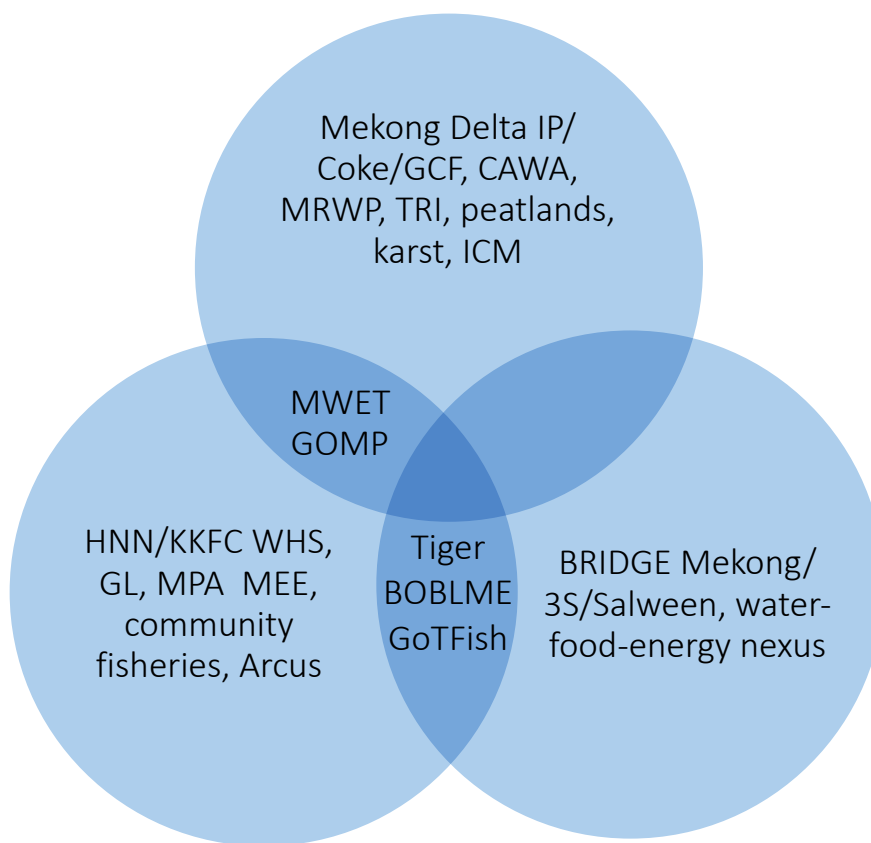 Mekong Delta IP/
Coke/GCF, CAWA,
MRWP, TRI, peatlands,
karst, ICM
MWET
GOMP
HNN/KKFC WHS,
GL, MPA  MEE,
community
fisheries, Arcus
Tiger
BOBLME
GoTFish
BRIDGE Mekong/
3S/Salween, water-
food-energy nexus